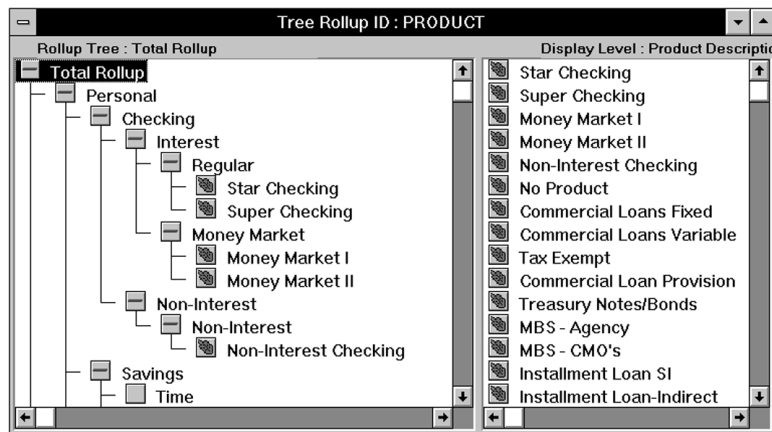 Tree Rollup ID : PRODUCT
Rollup Tree : Total Rollup
Display Level : Product Descriptio
Total Rollup
Personal
Checking
Interest
Regular
Star Checking
Super Checking
Money Market
Money Market I
Money Market II
Non-Interest
Non-Interest
Non-Interest Checking
Savings
Time
Star Checking
Super Checking
Money Market I
Money Market II
Non-Interest Checking
No Product
Commercial Loans Fixed
Commercial Loans Variable
Tax Exempt
Commercial Loan Provision
Treasury Notes/Bonds
MBS - Agency
MBS - CMO's
Installment Loan SI
Installment Loan-Indirect